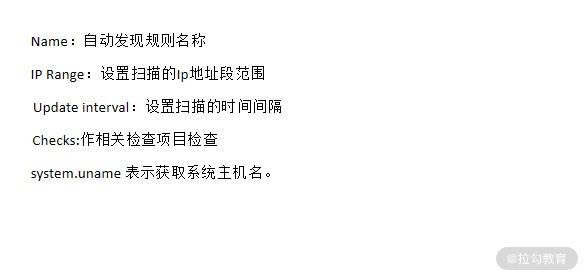 Name：自动发现规则名称
IP Range：设置扫描的Ip地址段范围
Update interval：设置扫描的时间间隔
Checks:作相关检查项目检查
system.uname 表示获取系统主机名。
@拉勾教育